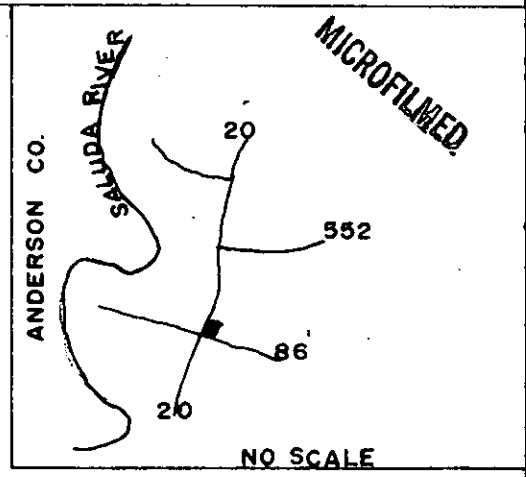 MICROFILMED
SALUDA RIVER
20
ANDERSON CO.
552
86
20
NO SCALE